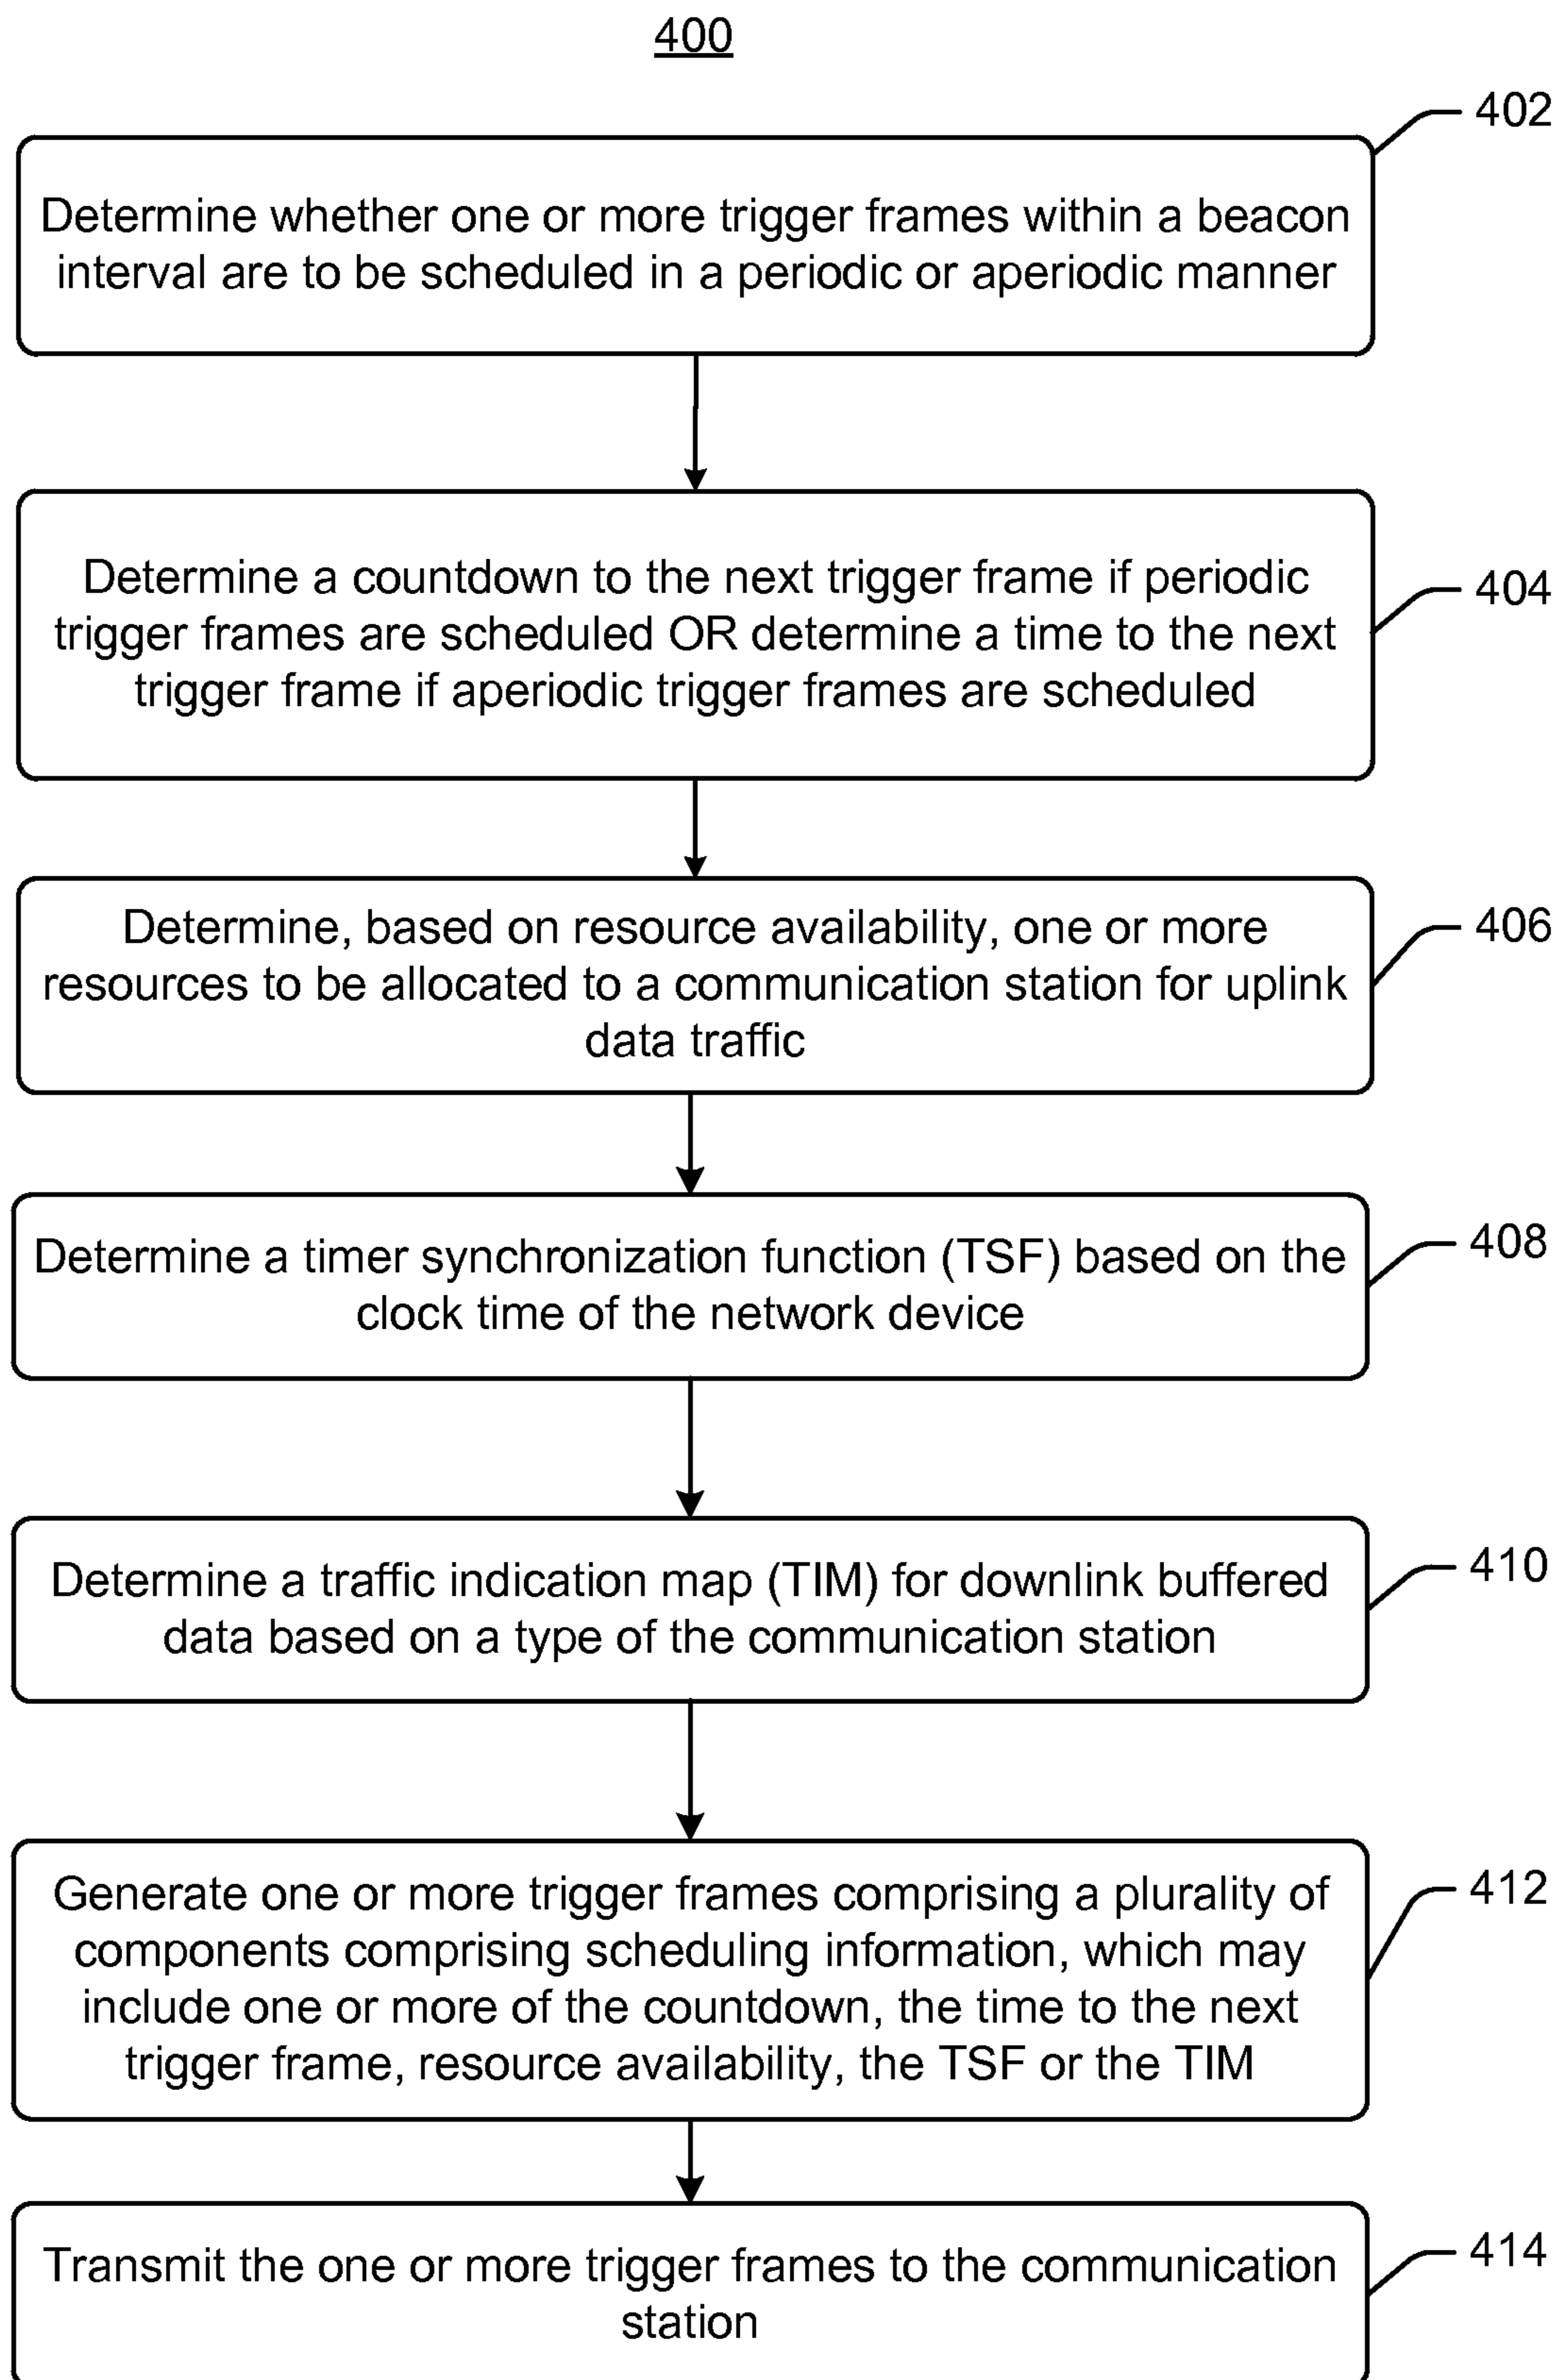 400
402
Determine whether one or more trigger frames within a beacon
interval are to be scheduled in a periodic or aperiodic manner
Determine a countdown to the next trigger frame if periodic
trigger frames are scheduled OR determine a time to the next
trigger frame if aperiodic trigger frames are scheduled
404
Determine, based on resource availability, one or more
resources to be allocated to a communication station for uplink
data traffic
406
Determine a timer synchronization function (TSF) based on the
clock time of the network device
408
Determine a traffic indication map (TIM) for downlink buffered
data based on a type of the communication station
410
Generate one or more trigger frames comprising a plurality of
components comprising scheduling information, which may
include one or more of the countdown, the time to the next
trigger frame, resource availability, the TSF or the TIM
412
Transmit the one or more trigger frames to the communication
station
414